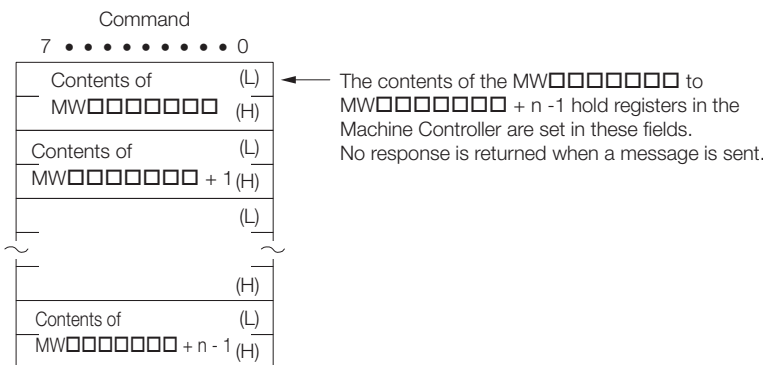 Command
7 ● ● ● ● ● ● ● ● ● 0
Contents of (L)
MW□□□□□□□ (H)
Contents of (L)
MW□□□□□□□ + 1 (H)
(L)
(H)
Contents of (L)
MW□□□□□□□ + n - 1 (H)
The contents of the MW□□□□□□□ to
MW□□□□□□□ + n -1 hold registers in the
Machine Controller are set in these fields.
No response is returned when a message is sent.